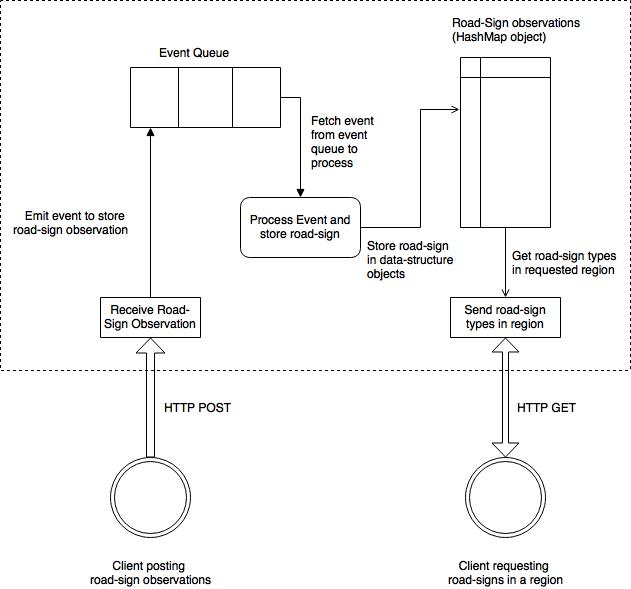 Road-Sign observations
(HashMap object)
Event Queue
Fetch event
from event
queue to
process
Emit event to store
road-sign observation
Process Event and
store road-sign
Store road-sign
in data-structure
objects
Get road-sign types
in requested region
Receive Road-
Sign Observation
Send road-sign
types in region
HTTP POST
HTTP GET
Client posting
road-sign observations
Client requesting
road-signs in a region